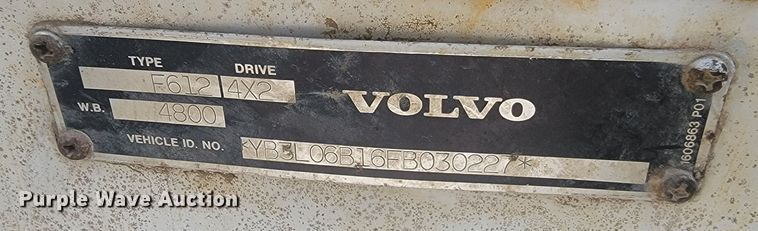 TYPE DRIVE
F612 4X2
W.B. 4800
VOLVO
VEHICLE ID. NO. *YB3L06B16FB030227*
1606863 P01
Purple Wave Auction